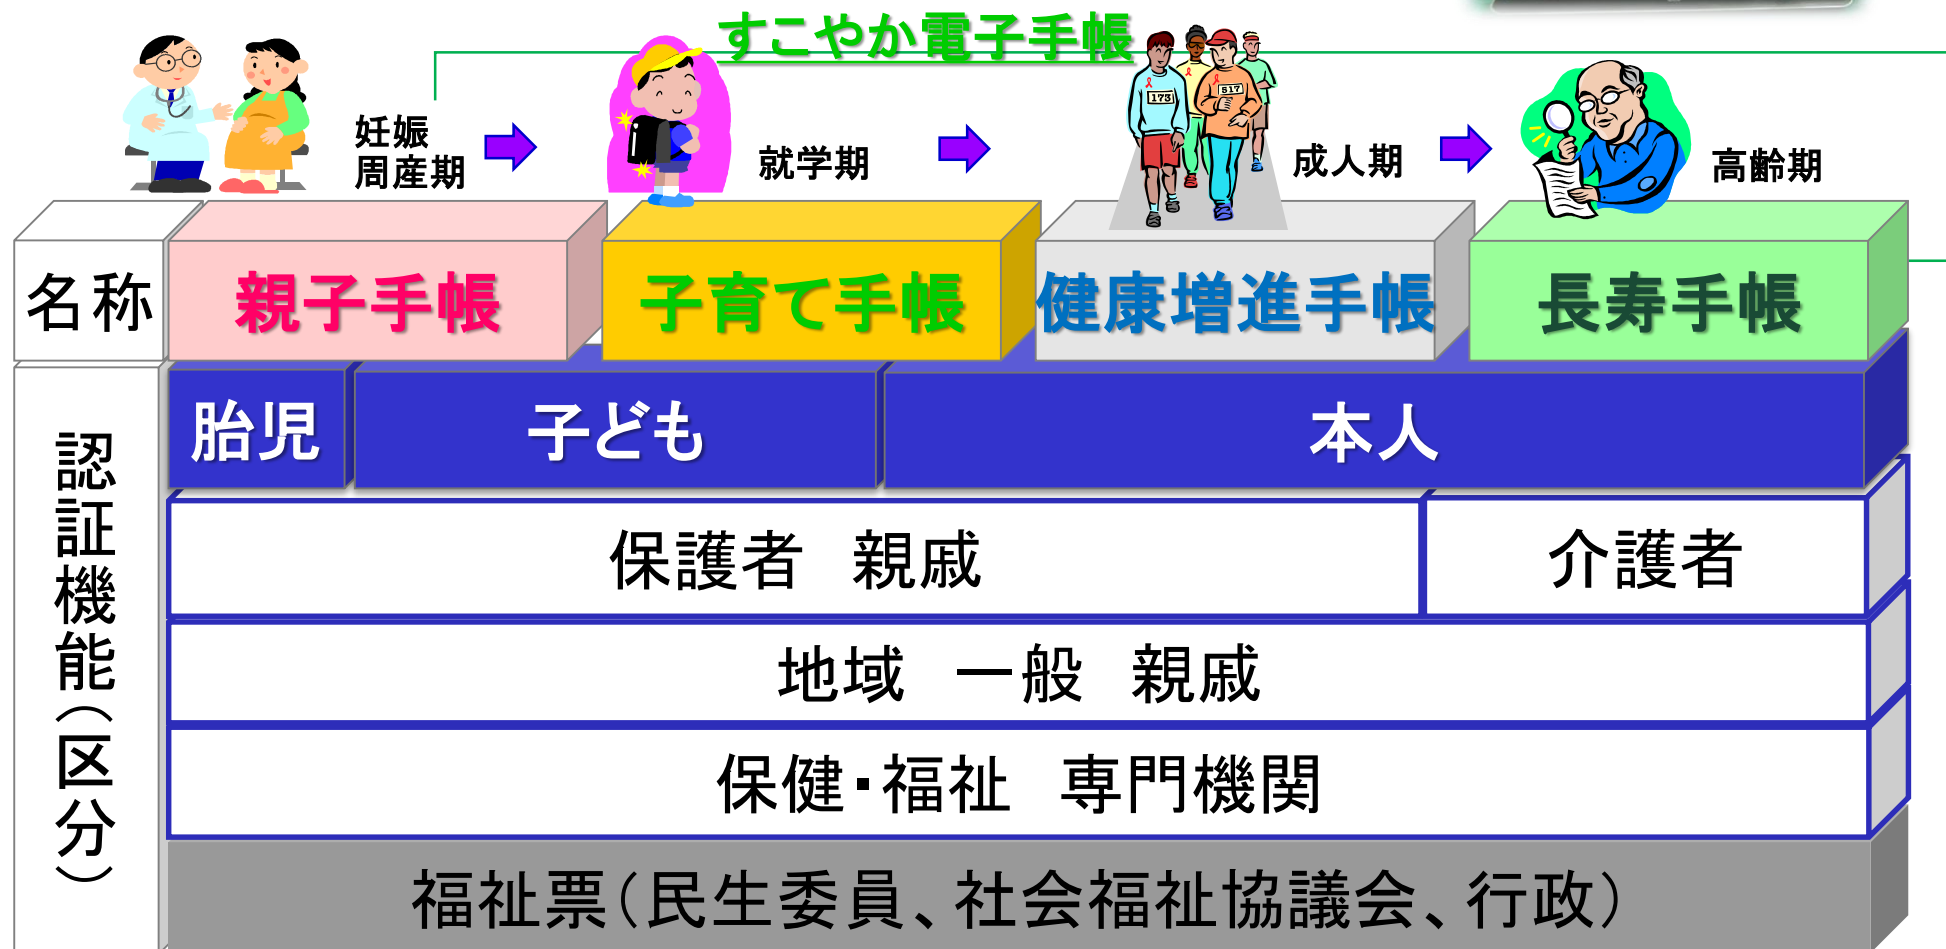 すこやか電子手帳
妊娠
周産期
就学期
成人期
高齢期
173
517
名称
親子手帳
子育て手帳
健康増進手帳
長寿手帳
認証機能(区分)
胎児
子ども
本人
保護者　親戚
介護者
地域　一般　親戚
保健・福祉　専門機関
福祉票(民生委員、社会福祉協議会、行政)